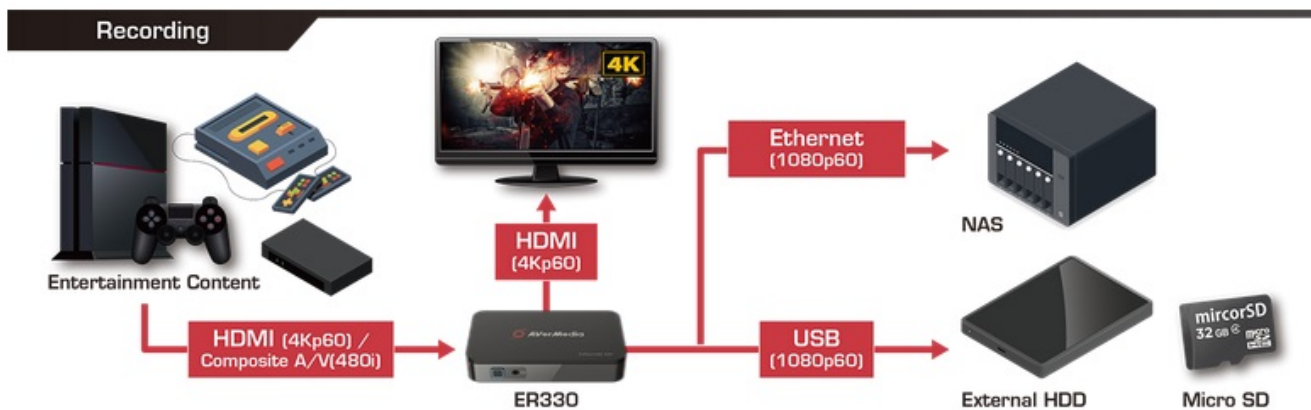 Recording
4K
Ethernet
(1080p60)
NAS
HDMI
(4Kp60)
Entertainment Content
HDMI (4Kp60) /
Composite A/V(480i)
AVerMedia
ER330
USB
(1080p60)
External HDD
mircorSD
32 GB
micro
Micro SD